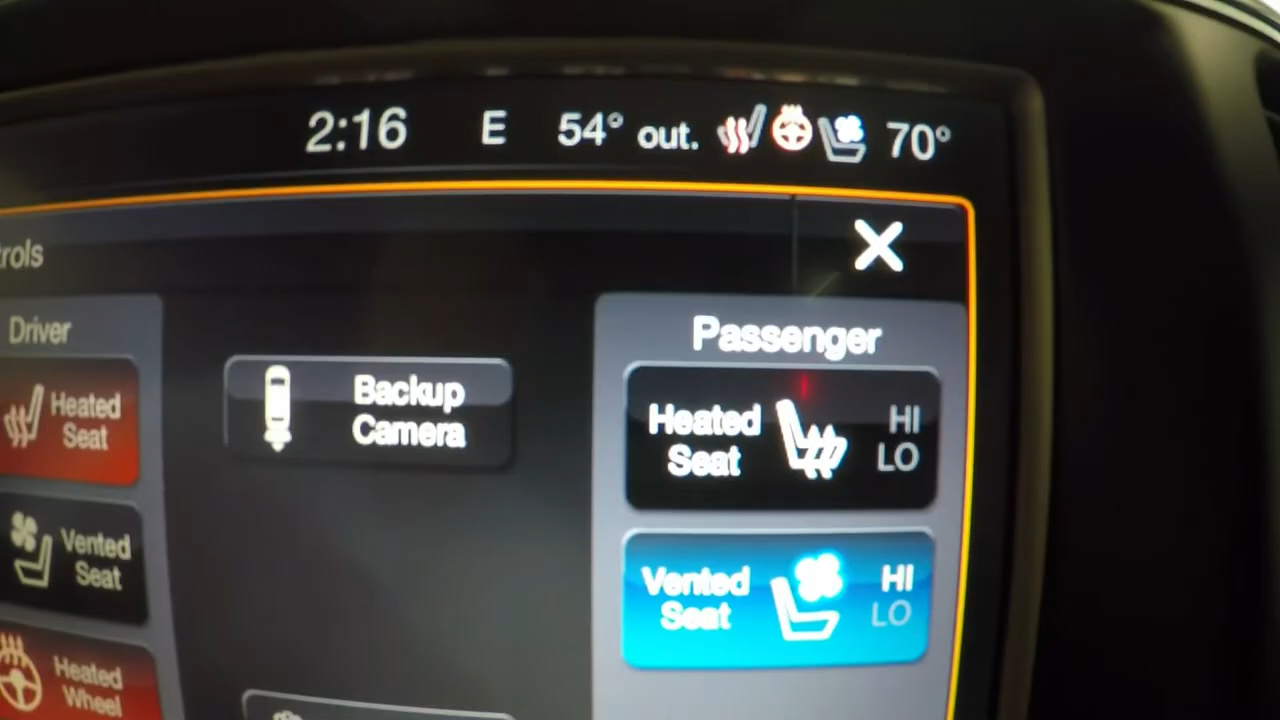 2:16 E 54° out. 70°
trols
Driver
Passenger
Heated
Seat
Backup
Camera
Heated
Seat
HI
LO
Vented
Seat
Vented
Seat
HI
LO
Heated
Wheel